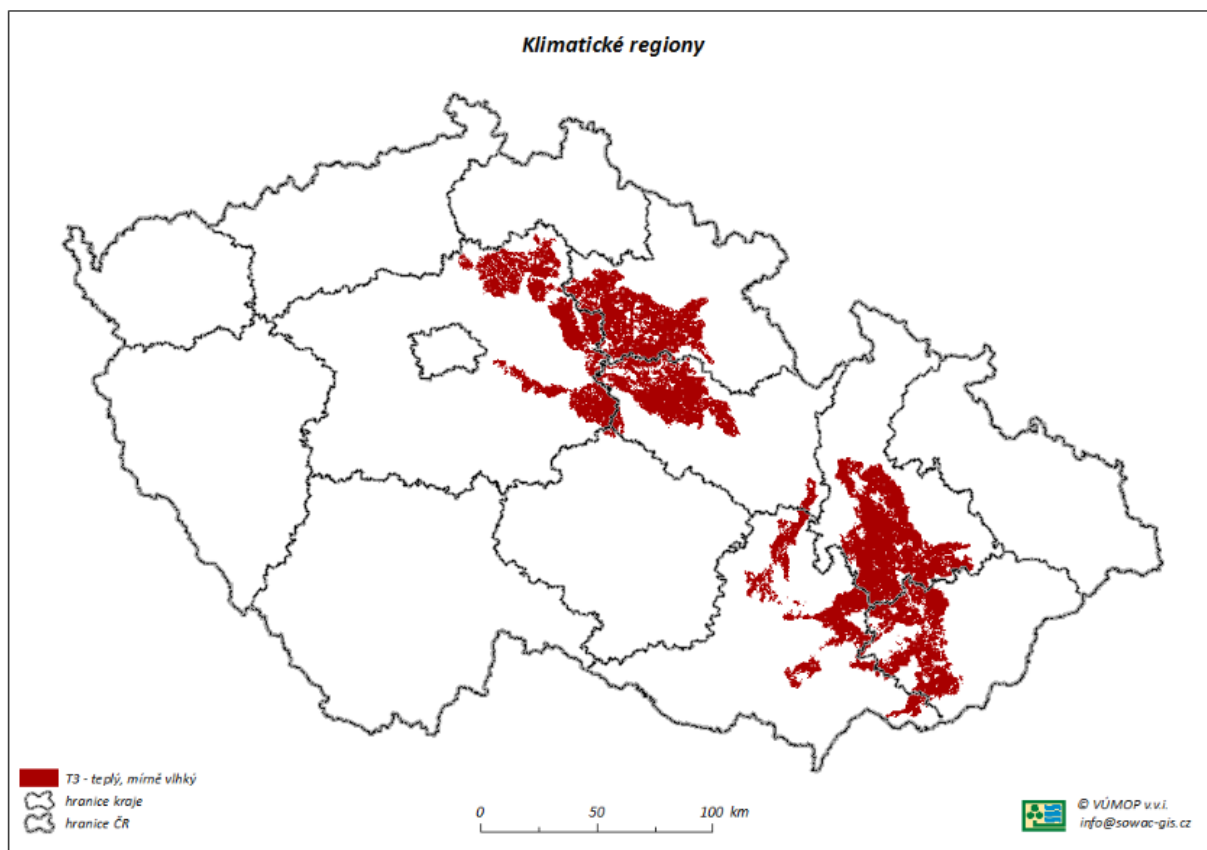 Klimatické regiony
T3 - teplý, mírně vlhký
hranice kraje
hranice ČR
0 50 100 km
© VÚMOP v.v.i.
info@sowac-gis.cz